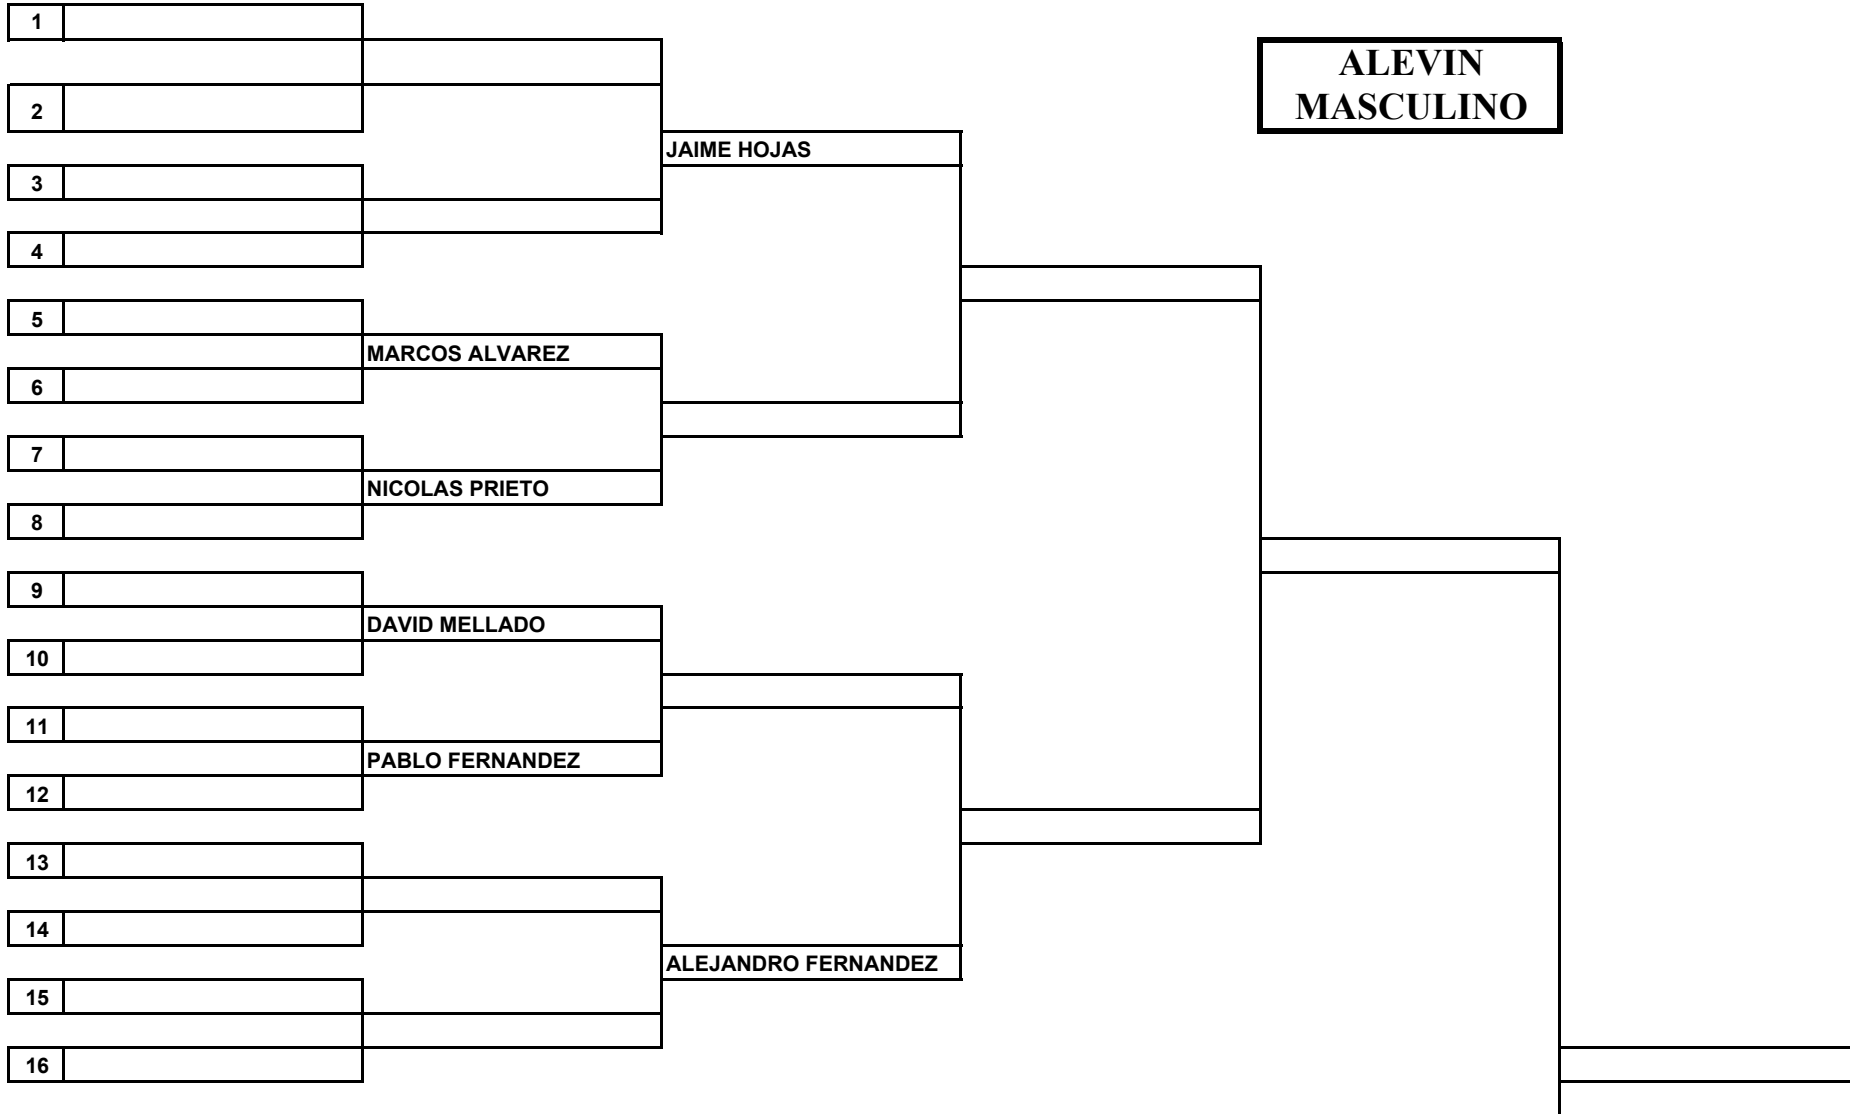 1
ALEVIN
MASCULINO
2
JAIME HOJAS
3
4
5
MARCOS ALVAREZ
6
7
NICOLAS PRIETO
8
9
DAVID MELLADO
10
11
PABLO FERNANDEZ
12
13
14
ALEJANDRO FERNANDEZ
15
16